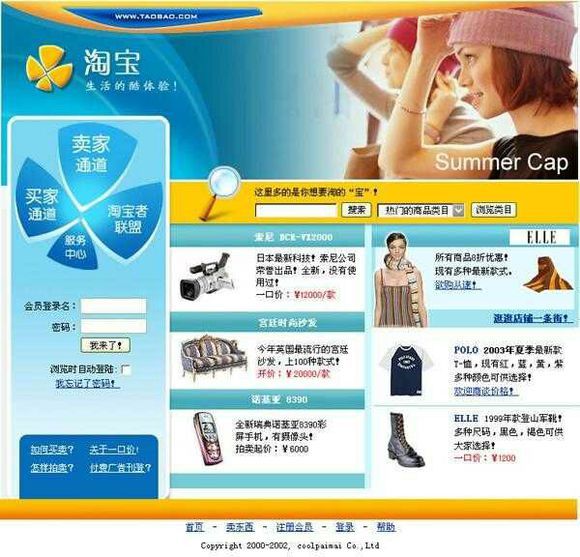 WWW.TAOBAO.COM
淘宝
生活的酷体验！
Summer Cap
卖家
通道
买家
通道
淘宝者
联盟
服务
中心
会员登录名：
密码：
我来了！
浏览时自动登陆：
我忘记了密码！
如何买卖？ 关于一口价！
怎样拍卖？ 付费广告刊登？
这里多的是你想要淘的“宝”！
搜索 热门的商品类目 浏览类目
索尼 DCR-VX2000
日本最新科技！索尼公司
荣誉出品！全新，没有使
用过！
一口价：￥12000/款
宫廷时尚沙发
今年英国最流行的宫廷
沙发，上100种款式！
开价：￥20000/款
诺基亚 8390
全新瑞典诺基亚8390彩
屏手机，有摄像头！
拍卖起价：￥6000
ELLE
所有商品8折优惠！
现有多种最新款式。
欲购从速！
逛逛店铺一条街！
POLO 2003年夏季最新款
T-恤，现有红，蓝，黄，紫
多种颜色可供选择！
欢迎商谈价格！
ELLE 1999年款登山军靴！
多种尺码，黑色，褐色可供
大家选择！
一口价：￥1200
首页 - 卖东西 - 注册会员 - 登录 - 帮助
Copyright 2000-2002, coolpaimai Co.,Ltd